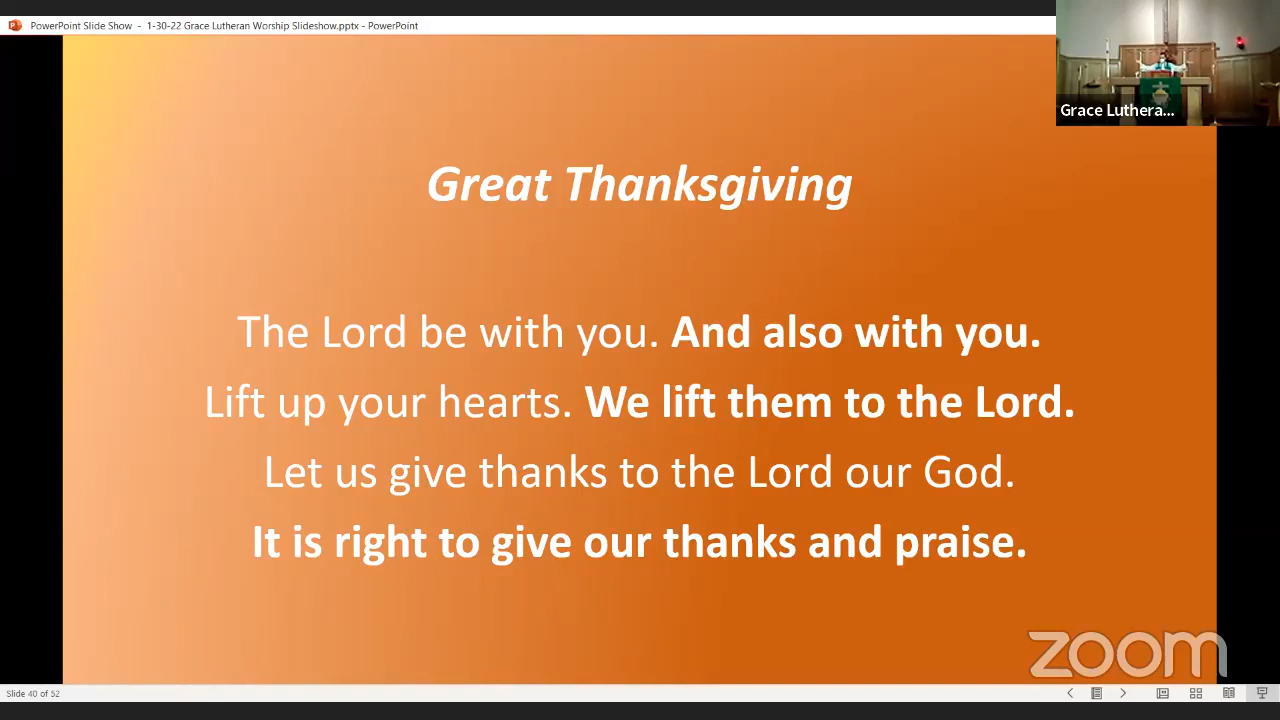 PowerPoint Slide Show - 1-30-22 Grace Lutheran Worship Slideshow.pptx - PowerPoint
Grace Luthera...
Great Thanksgiving
The Lord be with you. And also with you.
Lift up your hearts. We lift them to the Lord.
Let us give thanks to the Lord our God.
It is right to give our thanks and praise.
zoom
Slide 40 of 52